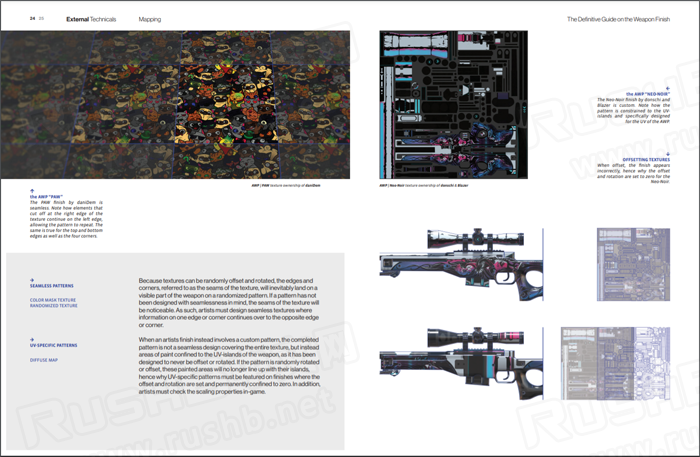 24 20
External Technicals
Mapping
The Definitive Guide on the Weapon Finish
AWP | PAW texture ownership of daniDem
the AWP "PAW"
The PAW finish by daniDem is
seamless. Note how elements that
cut off at the right edge of the
texture continue on the left edge,
allowing the pattern to repeat. The
same is true for the top and bottom
edges as well as the four corners.
AWP | Neo-Noir texture ownership of donschi & Blazer
the AWP "NEO-NOIR"
The Neo-Noir finish by donschi and
Blazer is custom. Note how the
pattern is constrained to the UV-
islands and specifically designed
for the UV of the AWP.
OFFSETTING TEXTURES
When offset, the finish appears
incorrectly, hence why the offset
and rotation are set to zero for the
Neo-Noir.
SEAMLESS PATTERNS
COLOR MASK TEXTURE
RANDOMIZED TEXTURE
Because textures can be randomly offset and rotated, the edges and
corners, referred to as the seams of the texture, will inevitably land on a
visible part of the weapon on a randomized pattern. If a pattern has not
been designed with seamlessness in mind, the seams of the texture will
be noticeable. As such, artists must design seamless textures where
information on one edge or corner continues over to the opposite edge
or corner.
UV-SPECIFIC PATTERNS
DIFFUSE MAP
When an artists finish instead involves a custom pattern, the completed
pattern is not a seamless design covering the entire texture, but instead
areas of paint confined to the UV-islands of the weapon, as it has been
designed to never be offset or rotated. If the pattern is randomly rotated
or offset, these painted areas will no longer line up with their islands,
hence why UV-specific patterns must be featured on finishes where the
offset and rotation are set and permanently confined to zero. In addition,
artists must check the scaling properties in-game.
www.rushb.net